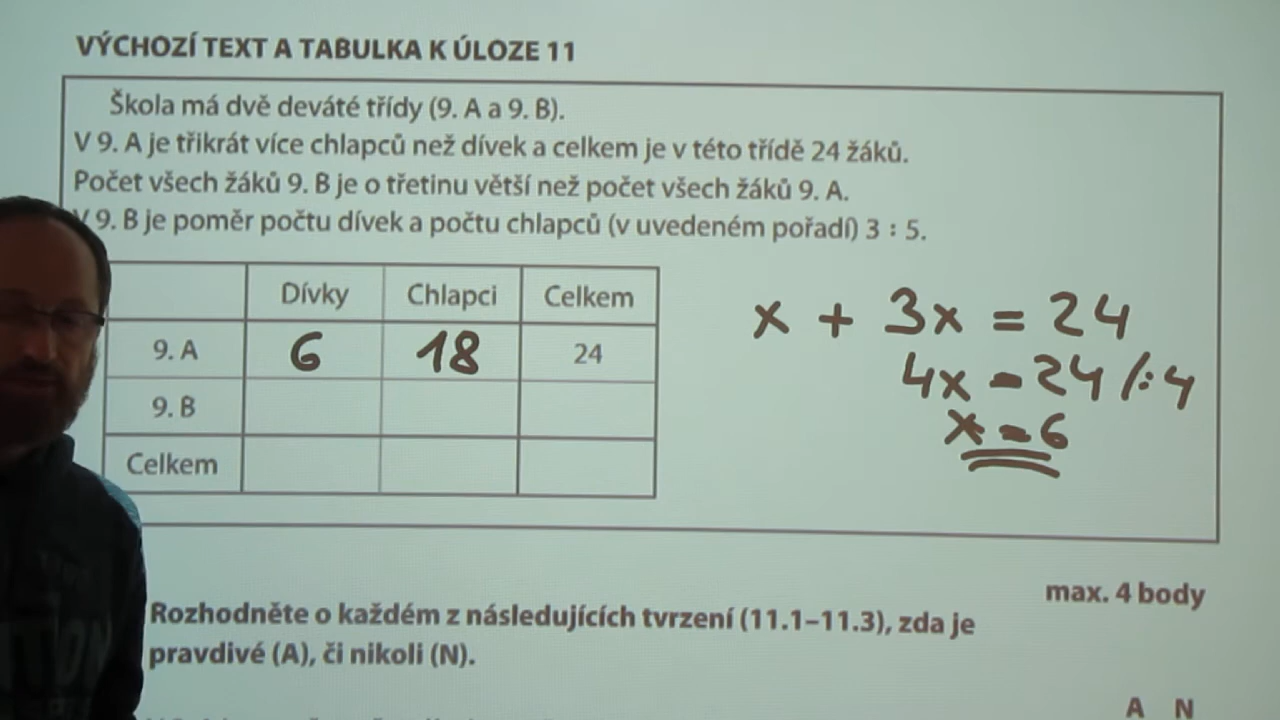 VÝCHOZÍ TEXT A TABULKA K ÚLOZE 11
Škola má dvě deváté třídy (9. A a 9. B).
V 9. A je třikrát více chlapců než dívek a celkem je v této třídě 24 žáků.
Počet všech žáků 9. B je o třetinu větší než počet všech žáků 9. A.
V 9. B je poměr počtu dívek a počtu chlapců (v uvedeném pořadí) 3 : 5.
Dívky Chlapci Celkem
9. A 6 18 24
9. B
Celkem
x + 3x = 24
4x = 24 /:4
x = 6
max. 4 body
Rozhodněte o každém z následujících tvrzení (11.1–11.3), zda je
pravdivé (A), či nikoli (N).
A N